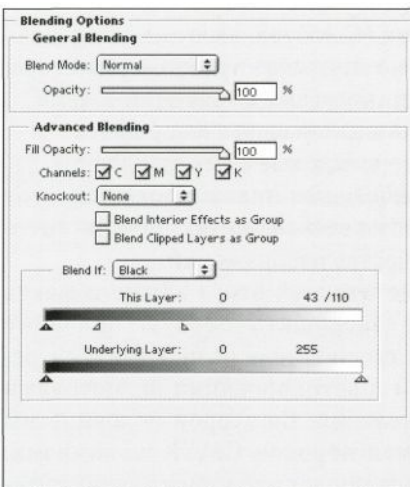 Blending Options
General Blending
Blend Mode: Normal
Opacity: 100 %
Advanced Blending
Fill Opacity: 100 %
Channels: C M Y K
Knockout: None
Blend Interior Effects as Group
Blend Clipped Layers as Group
Blend If: Black
This Layer: 0 43 /110
Underlying Layer: 0 255